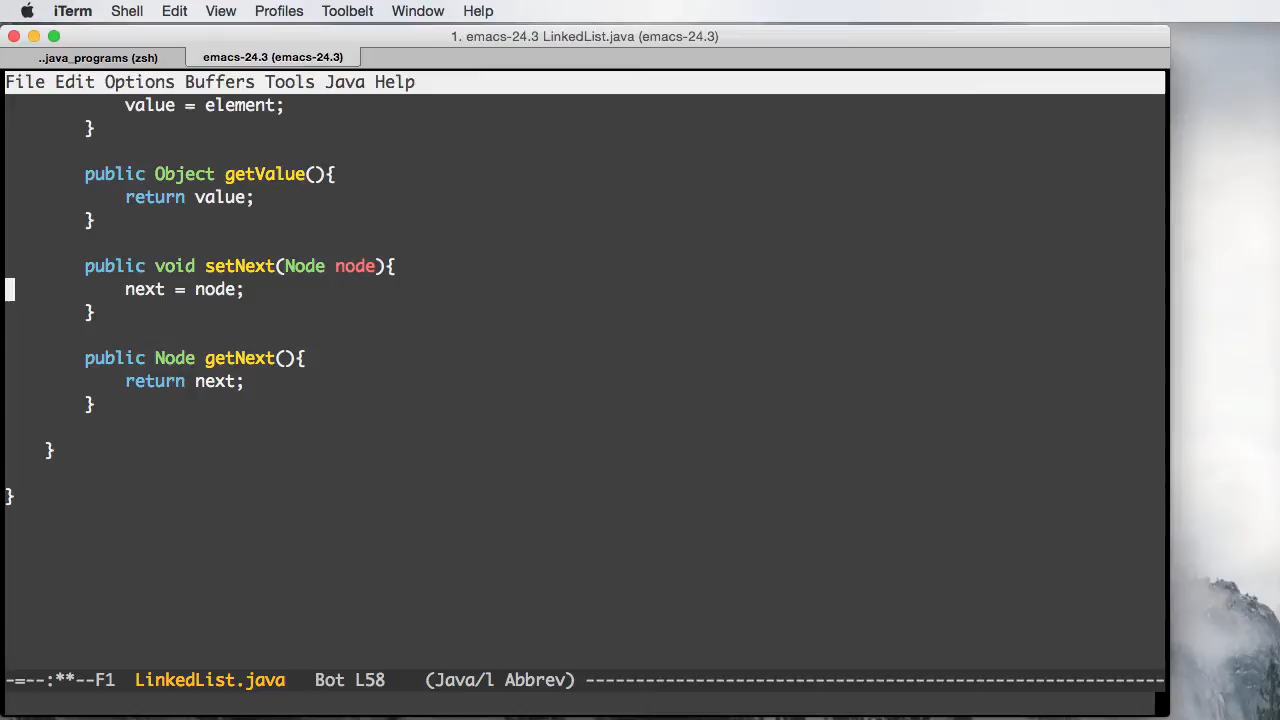 iTerm Shell Edit View Profiles Toolbelt Window Help
1. emacs-24.3 LinkedList.java (emacs-24.3)
..java_programs (zsh) emacs-24.3 (emacs-24.3)
File Edit Options Buffers Tools Java Help
value = element;
}
public Object getValue(){
return value;
}
public void setNext(Node node){
next = node;
}
public Node getNext(){
return next;
}
}
}
-=--:**--F1 LinkedList.java Bot L58 (Java/l Abbrev) ----------------------------------------------------------